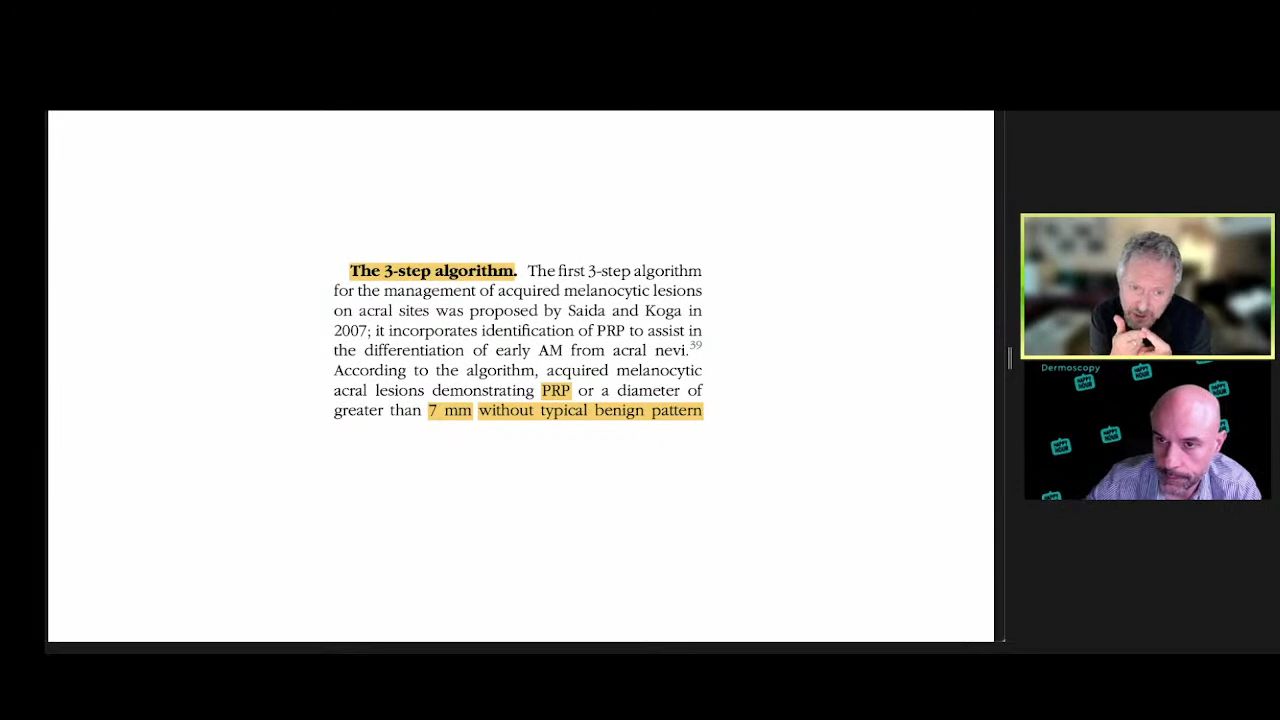 The 3-step algorithm. The first 3-step algorithm
for the management of acquired melanocytic lesions
on acral sites was proposed by Saida and Koga in
2007; it incorporates identification of PRP to assist in
the differentiation of early AM from acral nevi.39
According to the algorithm, acquired melanocytic
acral lesions demonstrating PRP or a diameter of
greater than 7 mm without typical benign pattern
Dermoscopy
HAPPY
HOUR